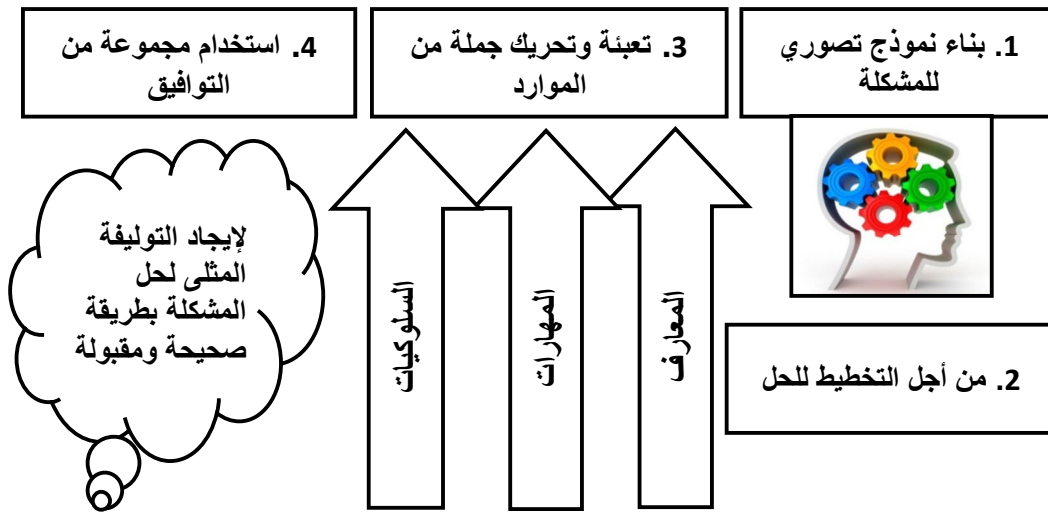 1. بناء نموذج تصوري
للمشكلة
2. من أجل التخطيط للحل
3. تعبئة وتحريك جملة من
الموارد
المعارف
المهارات
السلوكيات
4. استخدام مجموعة من
التوافيق
لإيجاد التوليفة
المثلى لحل
المشكلة بطريقة
صحيحة ومقبولة